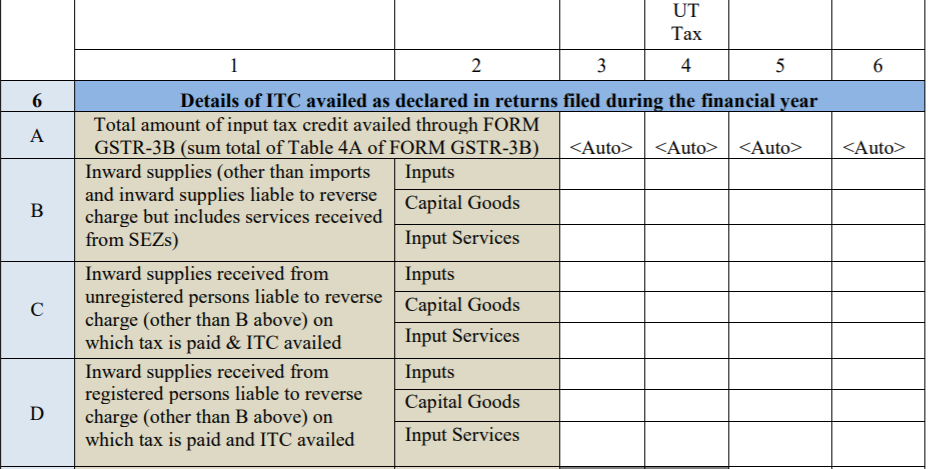 UT
Tax
1 2 3 4 5 6
6 Details of ITC availed as declared in returns filed during the financial year
A Total amount of input tax credit availed through FORM
GSTR-3B (sum total of Table 4A of FORM GSTR-3B) <Auto> <Auto> <Auto> <Auto>
B
Inward supplies (other than imports
and inward supplies liable to reverse
charge but includes services received
from SEZs)
Inputs
Capital Goods
Input Services
C
Inward supplies received from
unregistered persons liable to reverse
charge (other than B above) on
which tax is paid & ITC availed
Inputs
Capital Goods
Input Services
D
Inward supplies received from
registered persons liable to reverse
charge (other than B above) on
which tax is paid and ITC availed
Inputs
Capital Goods
Input Services